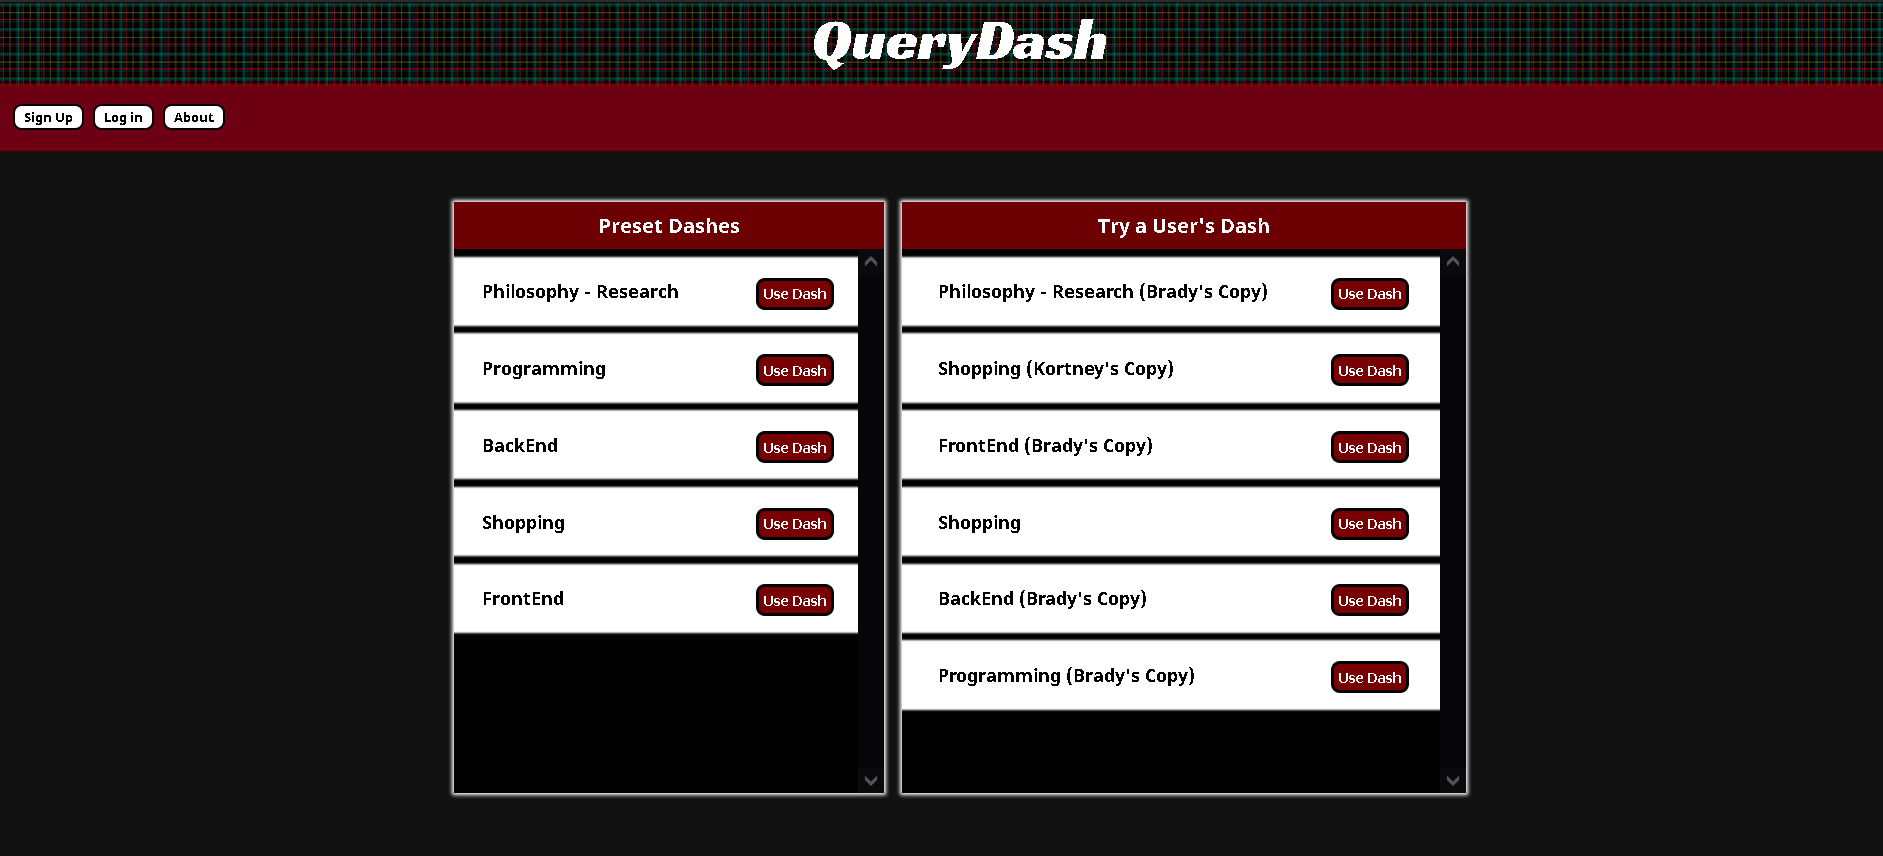 QueryDash
Sign Up Log in About
Preset Dashes
Philosophy - Research Use Dash
Programming Use Dash
BackEnd Use Dash
Shopping Use Dash
FrontEnd Use Dash
Try a User's Dash
Philosophy - Research (Brady's Copy) Use Dash
Shopping (Kortney's Copy) Use Dash
FrontEnd (Brady's Copy) Use Dash
Shopping Use Dash
BackEnd (Brady's Copy) Use Dash
Programming (Brady's Copy) Use Dash